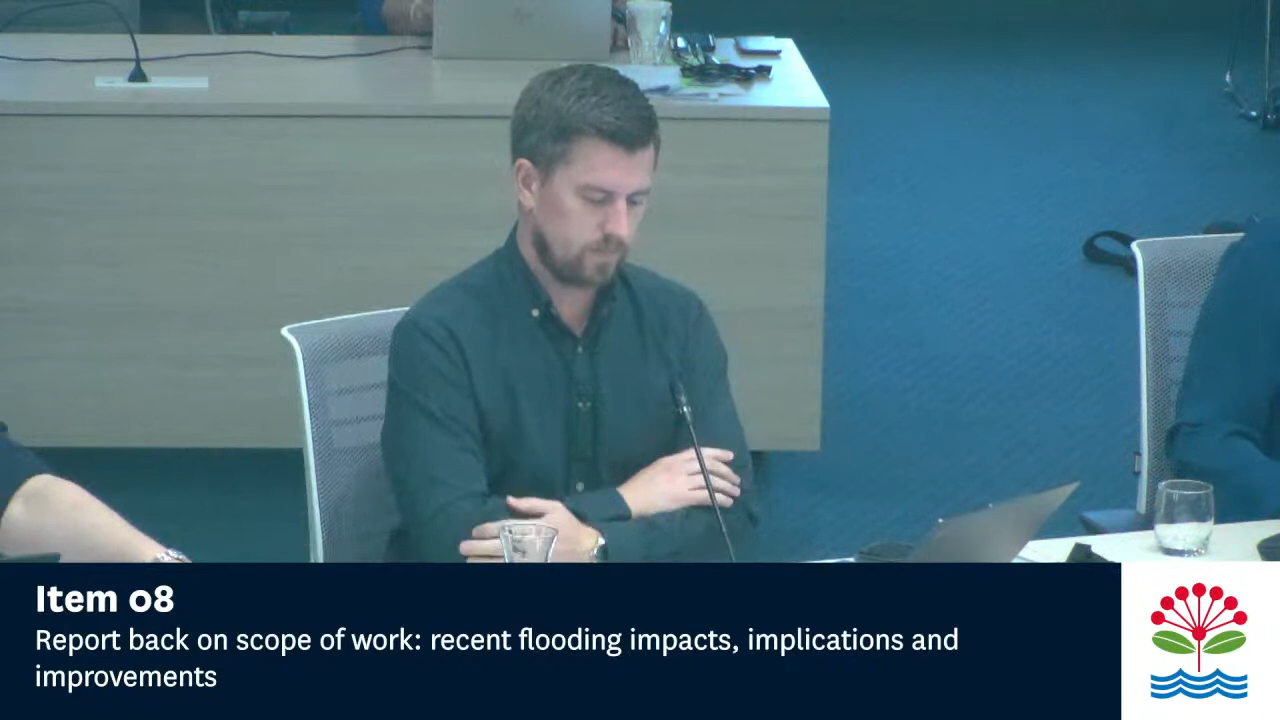 Item 08
Report back on scope of work: recent flooding impacts, implications and
improvements